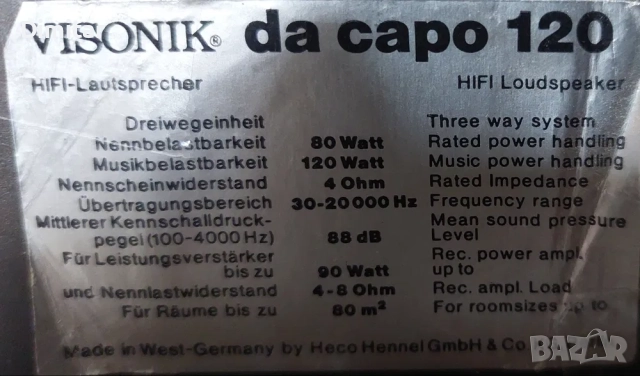 VISONIK® da capo 120
HIFI-Lautsprecher HIFI Loudspeaker
Dreiwegeinheit Three way system
Nennbelastbarkeit 80 Watt Rated power handling
Musikbelastbarkeit 120 Watt Music power handling
Nennscheinwiderstand 4 Ohm Rated Impedance
Übertragungsbereich 30-20000 Hz Frequency range
Mittlerer Kennschalldruck- Mean sound pressure
pegel (100-4000 Hz) 88 dB Level
Für Leistungsverstärker Rec. power ampl.
bis zu 90 Watt up to
und Nennlastwiderstand 4-8 Ohm Rec. ampl. Load
Für Räume bis zu 60 m² For roomsizes up to
Made in West-Germany by Heco Hennel GmbH & Co
BAZAR